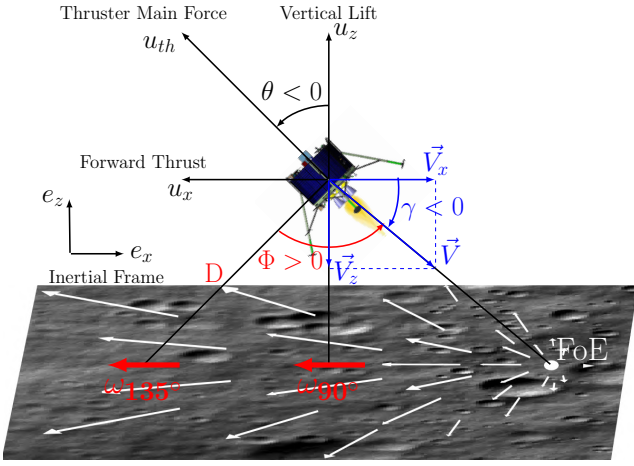 Thruster Main Force
Vertical Lift
u_th
u_z
θ < 0
Forward Thrust
V⃗_x
u_x
γ < 0
e_z
e_x
Φ > 0
V⃗
V⃗_z
Inertial Frame
D
FoE
ω135°
ω90°